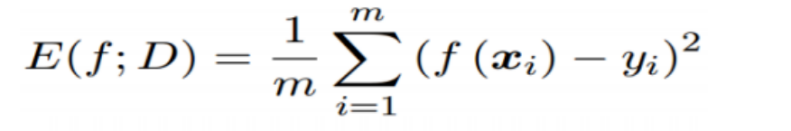 E(f; D) = \frac{1}{m} \sum_{i=1}^{m} (f(\boldsymbol{x}_i) - y_i)^2